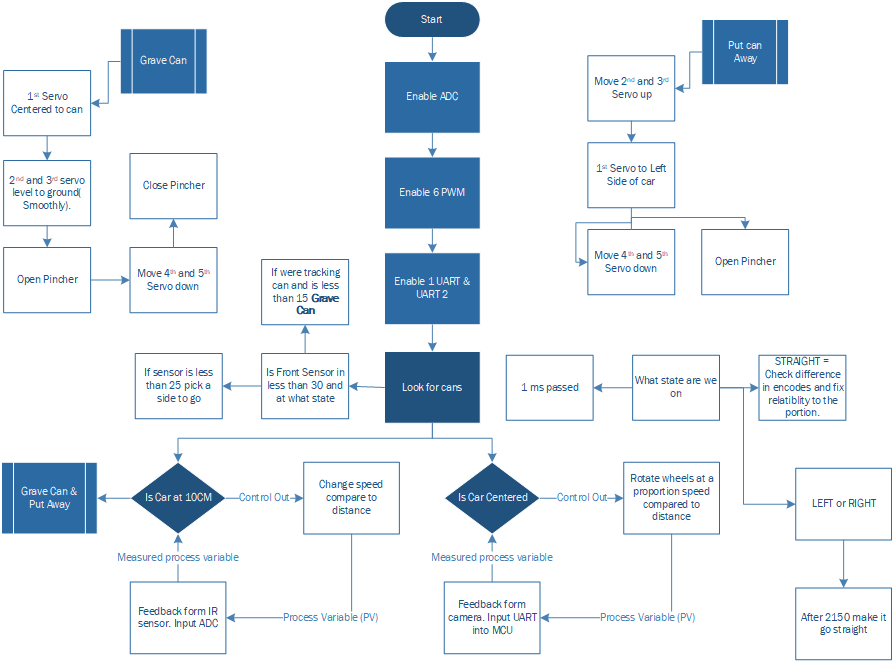 Start
Grave Can
Put can
Away
1st Servo
Centered to can
Enable ADC
Move 2nd and 3rd
Servo up
2nd and 3rd servo
level to ground(
Smoothly).
Close Pincher
Enable 6 PWM
1st Servo to Left
Side of car
Open Pincher
Move 4th and 5th
Servo down
If were tracking
can and is less
than 15 Grave
Can
Enable 1 UART &
UART 2
Move 4th and 5th
Servo down
Open Pincher
If sensor is less
than 25 pick a
side to go
Is Front Sensor in
less than 30 and
at what state
Look for cans
1 ms passed
What state are we
on
STRAIGHT =
Check difference
in encodes and fix
relatiblity to the
portion.
Grave Can &
Put Away
Is Car at 10CM
Control Out
Change speed
compare to
distance
Is Car Centered
Control Out
Rotate wheels at a
proportion speed
compared to
distance
LEFT or RIGHT
Measured process variable
Measured process variable
Feedback form IR
sensor. Input ADC
Process Variable (PV)
Feedback form
camera. Input UART
into MCU
Process Variable (PV)
After 2150 make it
go straight